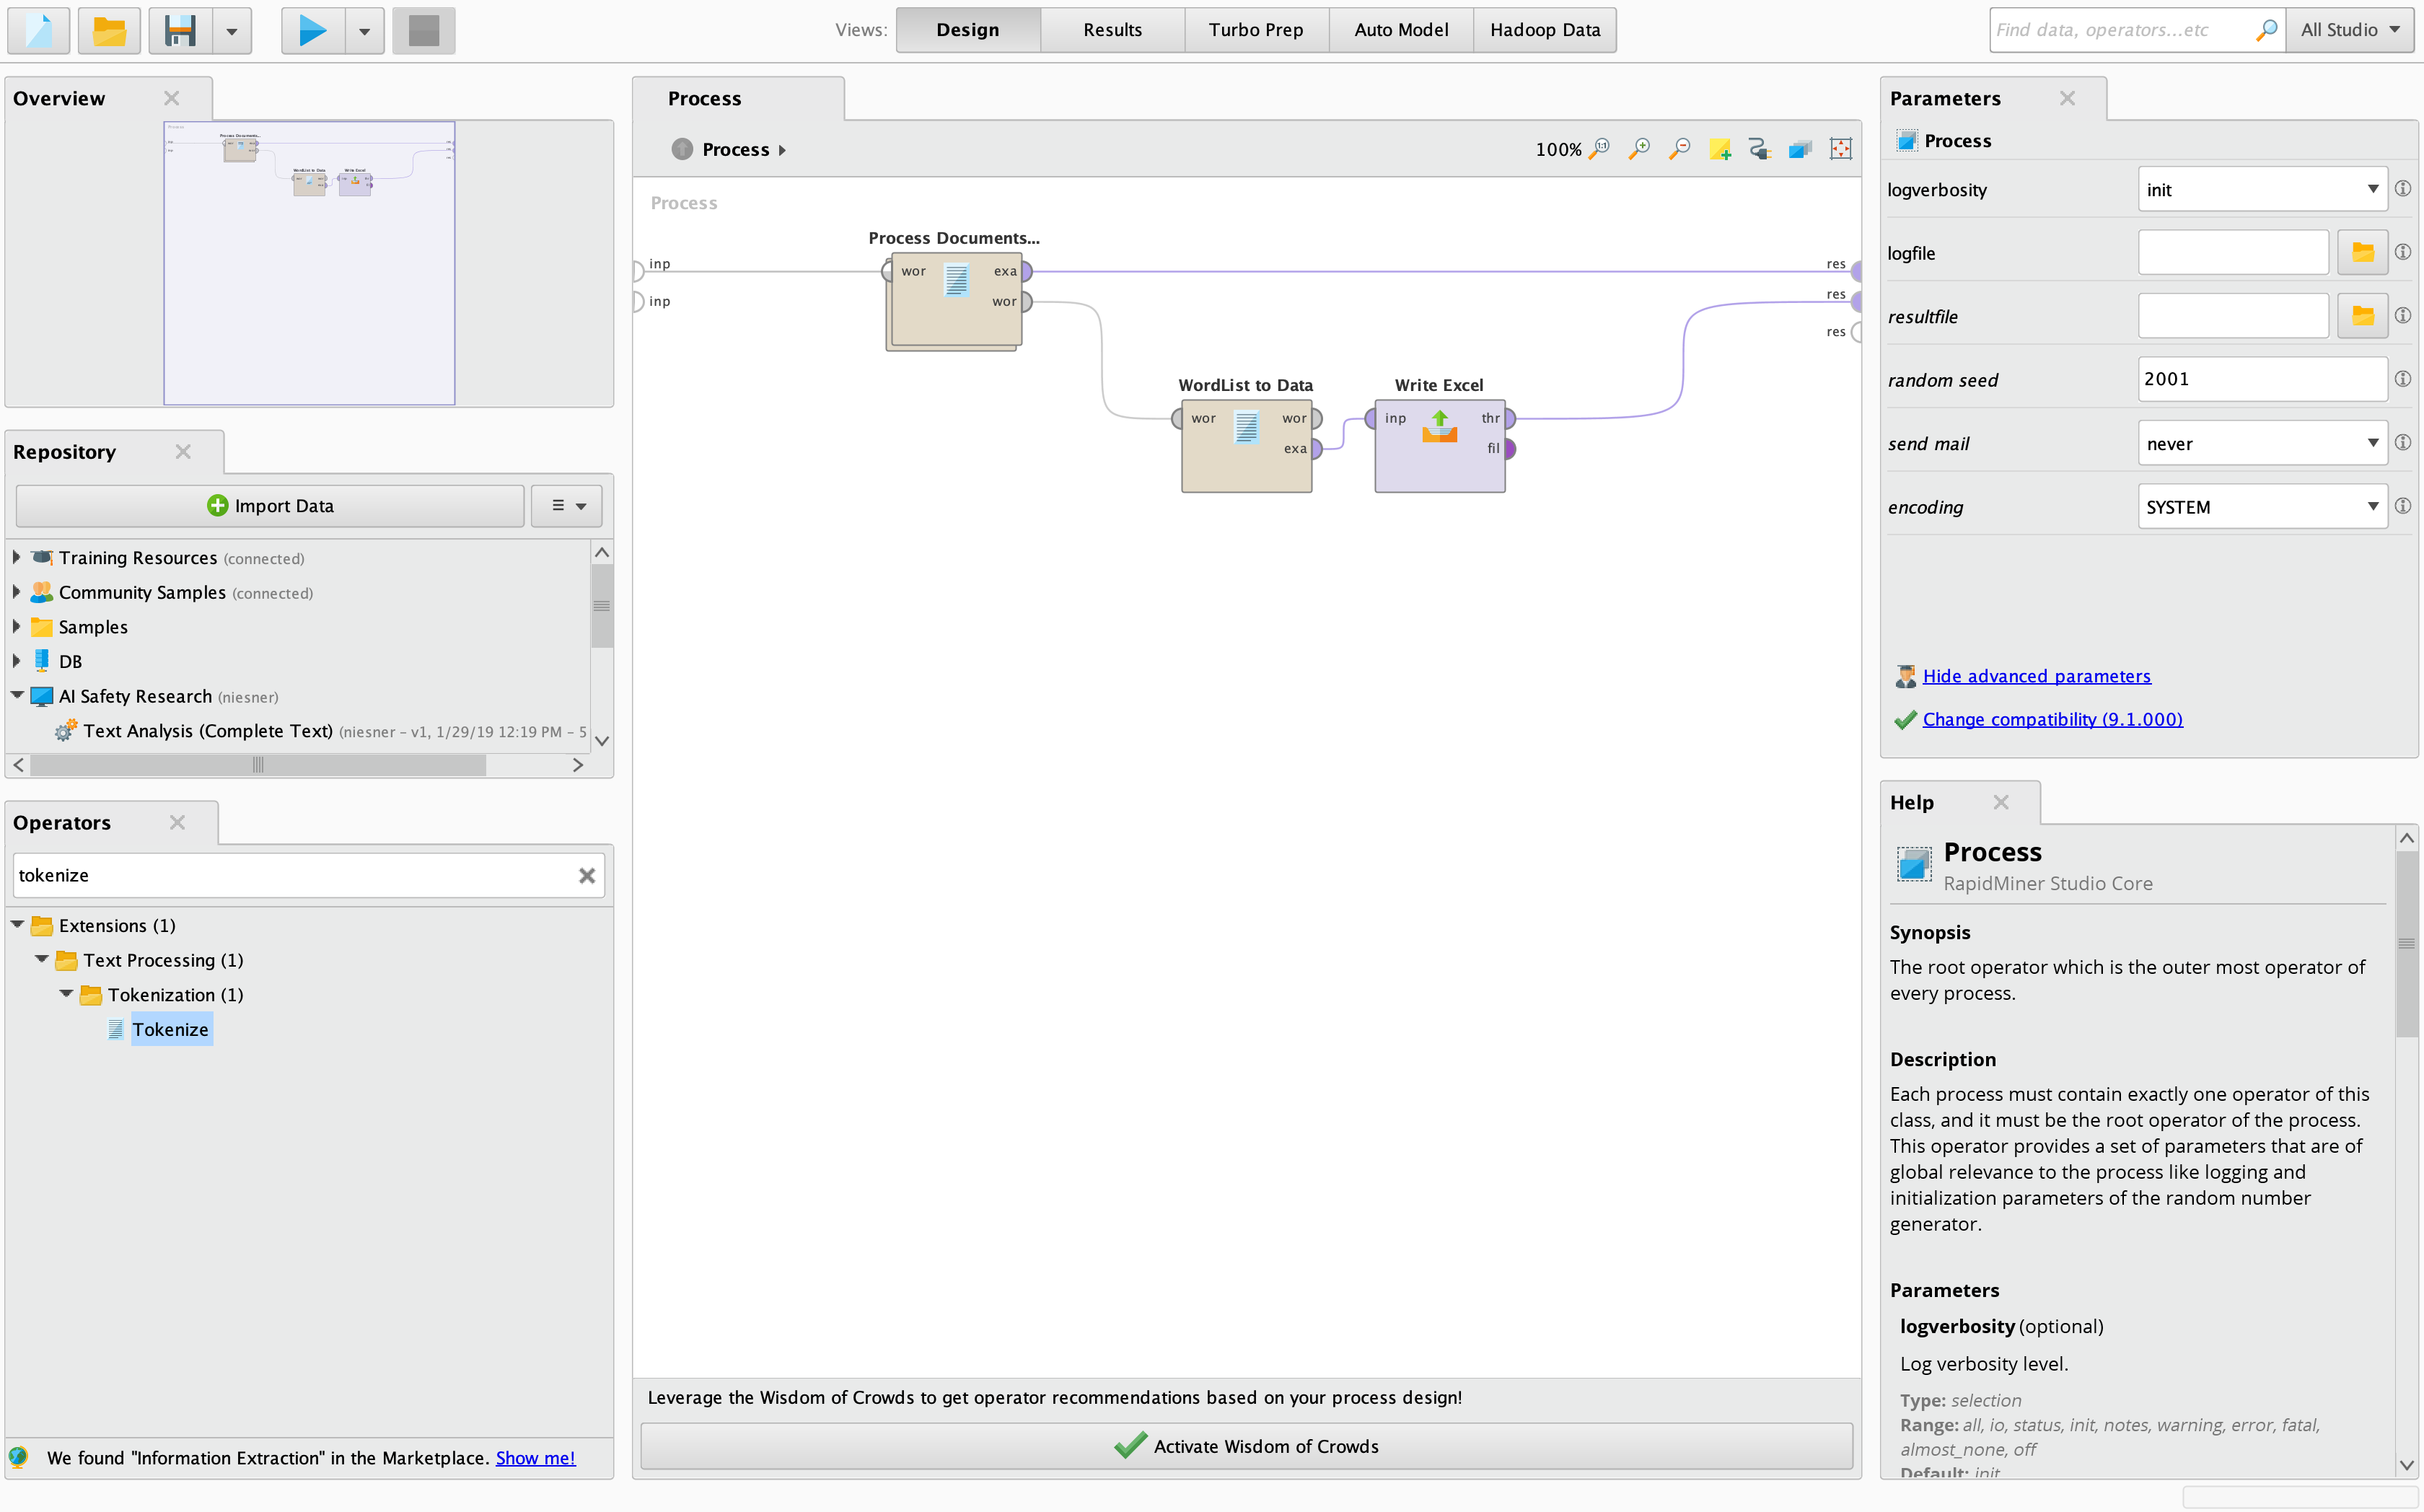 Views:
Design
Results
Turbo Prep
Auto Model
Hadoop Data
Find data, operators...etc
All Studio
Overview
Process
Process Documents...
WordList to Data
Write Excel
Repository
Import Data
Training Resources (connected)
Community Samples (connected)
Samples
DB
AI Safety Research (niesner)
Text Analysis (Complete Text) (niesner – v1, 1/29/19 12:19 PM – 5
Operators
tokenize
Extensions (1)
Text Processing (1)
Tokenization (1)
Tokenize
We found "Information Extraction" in the Marketplace. Show me!
Process
Process
100%
Process
Process Documents...
inp
wor
exa
res
inp
wor
res
res
WordList to Data
Write Excel
wor
wor
inp
thr
exa
fil
Leverage the Wisdom of Crowds to get operator recommendations based on your process design!
Activate Wisdom of Crowds
Parameters
Process
logverbosity
init
logfile
resultfile
random seed
2001
send mail
never
encoding
SYSTEM
Hide advanced parameters
Change compatibility (9.1.000)
Help
Process
RapidMiner Studio Core
Synopsis
The root operator which is the outer most operator of
every process.
Description
Each process must contain exactly one operator of this
class, and it must be the root operator of the process.
This operator provides a set of parameters that are of
global relevance to the process like logging and
initialization parameters of the random number
generator.
Parameters
logverbosity (optional)
Log verbosity level.
Type: selection
Range: all, io, status, init, notes, warning, error, fatal,
almost_none, off
Default: init